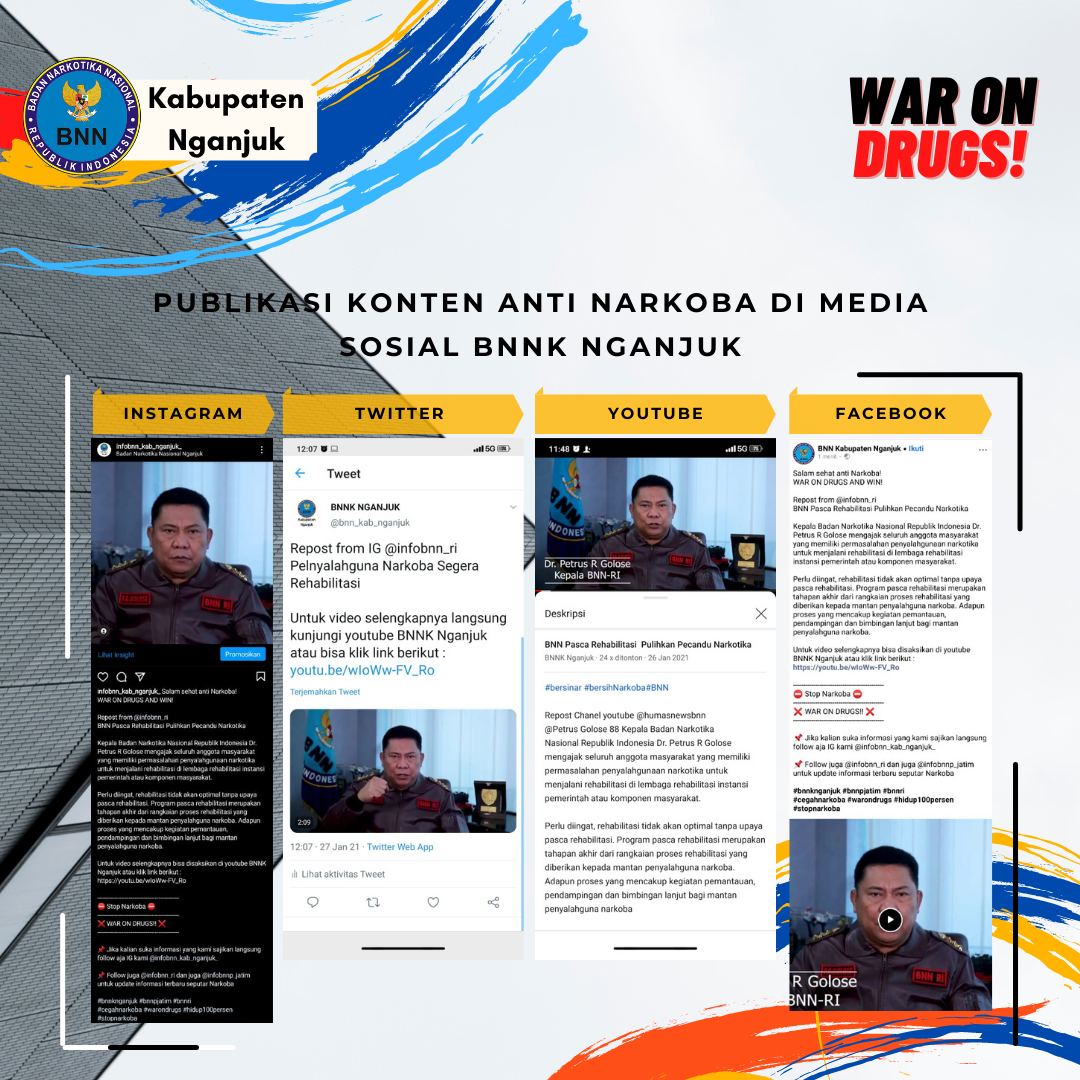 BADAN NARKOTIKA NASIONAL
BNN
REPUBLIK INDONESIA
Kabupaten
Nganjuk
WAR ON
DRUGS!
PUBLIKASI KONTEN ANTI NARKOBA DI MEDIA
SOSIAL BNNK NGANJUK
INSTAGRAM
infobnn_kab_nganjuk_
Badan Narkotika Nasional Nganjuk
Lihat Insight
Promosikan
infobnn_kab_nganjuk_ Salam sehat anti Narkoba!
WAR ON DRUGS AND WIN!
Repost from @infobnn_ri
BNN Pasca Rehabilitasi Pulihkan Pecandu Narkotika
Kepala Badan Narkotika Nasional Republik Indonesia Dr.
Petrus R Golose mengajak seluruh anggota masyarakat
yang memiliki permasalahan penyalahgunaan narkotika
untuk menjalani rehabilitasi di lembaga rehabilitasi instansi
pemerintah atau komponen masyarakat.
Perlu diingat, rehabilitasi tidak akan optimal tanpa upaya
pasca rehabilitasi. Program pasca rehabilitasi merupakan
tahapan akhir dari rangkaian proses rehabilitasi yang
diberikan kepada mantan penyalahguna narkoba. Adapun
proses yang mencakup kegiatan pemantauan,
pendampingan dan bimbingan lanjut bagi mantan
penyalahguna narkoba.
Untuk video selengkapnya bisa disaksikan di youtube BNNK
Nganjuk atau klik link berikut :
https://youtu.be/wIoWw-FV_Ro
⛔ Stop Narkoba ⛔
❌ WAR ON DRUGS!! ❌
📌 Jika kalian suka informasi yang kami sajikan langsung
follow aja IG kami @infobnn_kab_nganjuk_
📌 Follow juga @infobnn_ri dan juga @infobnnp_jatim
untuk update informasi terbaru seputar Narkoba
#bnnknganjuk #bnnpjatim #bnnri
#cegahnarkoba #warondrugs #hidup100persen
#stopnarkoba
TWITTER
12:07
5G
Tweet
BNNK NGANJUK
@bnn_kab_nganjuk
Repost from IG @infobnn_ri
Pelnyalahguna Narkoba Segera
Rehabilitasi
Untuk video selengkapnya langsung
kunjungi youtube BNNK Nganjuk
atau bisa klik link berikut :
youtu.be/wIoWw-FV_Ro
Terjemahkan Tweet
2:09
12:07 · 27 Jan 21 · Twitter Web App
Lihat aktivitas Tweet
YOUTUBE
11:48
5G
Dr. Petrus R Golose
Kepala BNN-RI
Deskripsi
BNN Pasca Rehabilitasi Pulihkan Pecandu Narkotika
BNNK Nganjuk · 24 x ditonton · 26 Jan 2021
#bersinar #bersihNarkoba#BNN
Repost Chanel youtube @humasnewsbnn
@Petrus Golose 88 Kepala Badan Narkotika
Nasional Republik Indonesia Dr. Petrus R Golose
mengajak seluruh anggota masyarakat yang memiliki
permasalahan penyalahgunaan narkotika untuk
menjalani rehabilitasi di lembaga rehabilitasi instansi
pemerintah atau komponen masyarakat.
Perlu diingat, rehabilitasi tidak akan optimal tanpa upaya
pasca rehabilitasi. Program pasca rehabilitasi merupakan
tahapan akhir dari rangkaian proses rehabilitasi yang
diberikan kepada mantan penyalahguna narkoba.
Adapun proses yang mencakup kegiatan pemantauan,
pendampingan dan bimbingan lanjut bagi mantan
penyalahguna narkoba
FACEBOOK
BNN Kabupaten Nganjuk • Ikuti
1 menit
Salam sehat anti Narkoba!
WAR ON DRUGS AND WIN!
Repost from @infobnn_ri
BNN Pasca Rehabilitasi Pulihkan Pecandu Narkotika
Kepala Badan Narkotika Nasional Republik Indonesia Dr.
Petrus R Golose mengajak seluruh anggota masyarakat
yang memiliki permasalahan penyalahgunaan narkotika
untuk menjalani rehabilitasi di lembaga rehabilitasi
instansi pemerintah atau komponen masyarakat.
Perlu diingat, rehabilitasi tidak akan optimal tanpa upaya
pasca rehabilitasi. Program pasca rehabilitasi merupakan
tahapan akhir dari rangkaian proses rehabilitasi yang
diberikan kepada mantan penyalahguna narkoba. Adapun
proses yang mencakup kegiatan pemantauan,
pendampingan dan bimbingan lanjut bagi mantan
penyalahguna narkoba.
Untuk video selengkapnya bisa disaksikan di youtube
BNNK Nganjuk atau klik link berikut :
https://youtu.be/wIoWw-FV_Ro
⛔ Stop Narkoba ⛔
❌ WAR ON DRUGS!! ❌
📌 Jika kalian suka informasi yang kami sajikan langsung
follow aja IG kami @infobnn_kab_nganjuk_
📌 Follow juga @infobnn_ri dan juga @infobnnp_jatim
untuk update informasi terbaru seputar Narkoba
#bnnknganjuk #bnnpjatim #bnnri
#cegahnarkoba #warondrugs #hidup100persen
#stopnarkoba
BNN RI
R Golose
BNN-RI